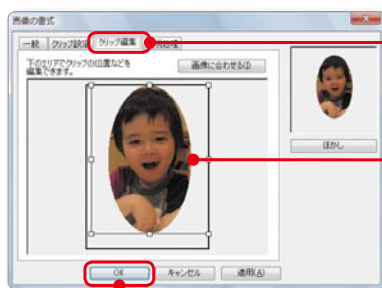 画像の書式
一般 クリップ設定 クリップ編集
下のエリアでクリップの位置などを
編集できます。
画像に合わせる(I)
ぼかし
OK キャンセル 適用(A)